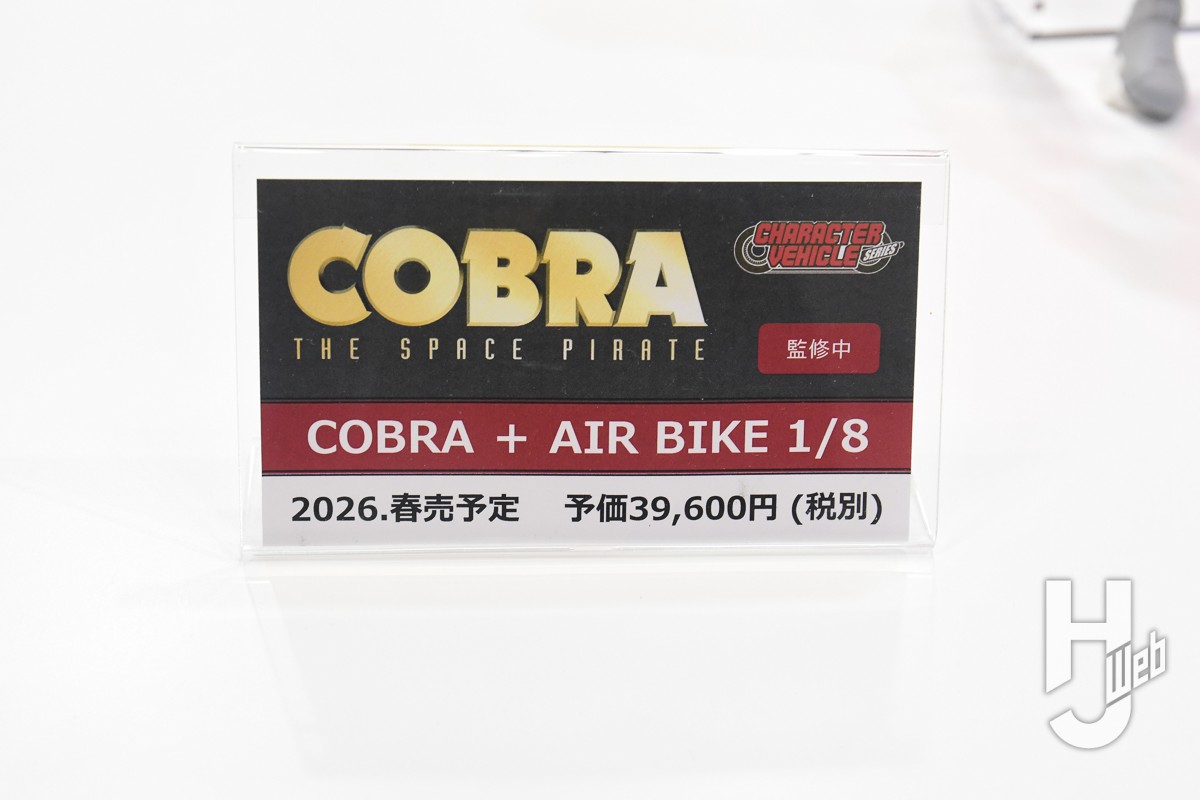 COBRA
THE SPACE PIRATE
CHARACTER
VEHICLE
SERIES
監修中
COBRA + AIR BIKE 1/8
2026.春売予定 予価39,600円 (税別)
HJ Web